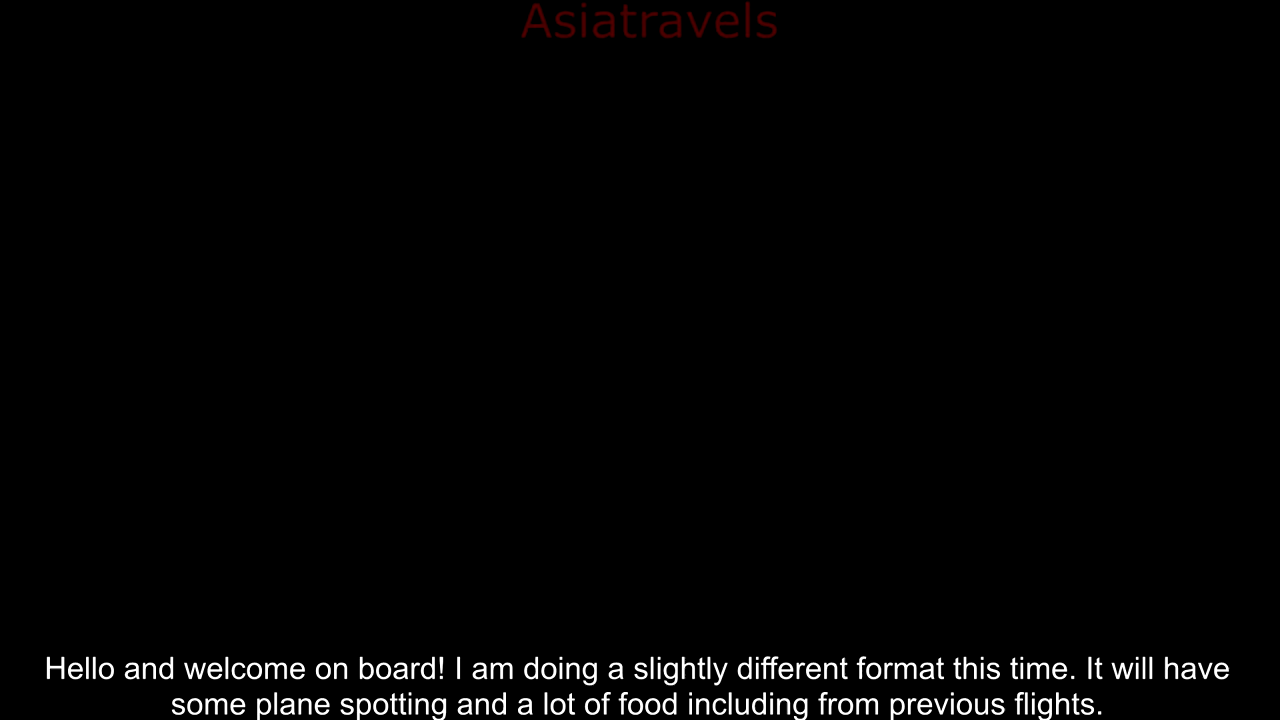 Asiatravels
Hello and welcome on board! I am doing a slightly different format this time. It will have
some plane spotting and a lot of food including from previous flights.